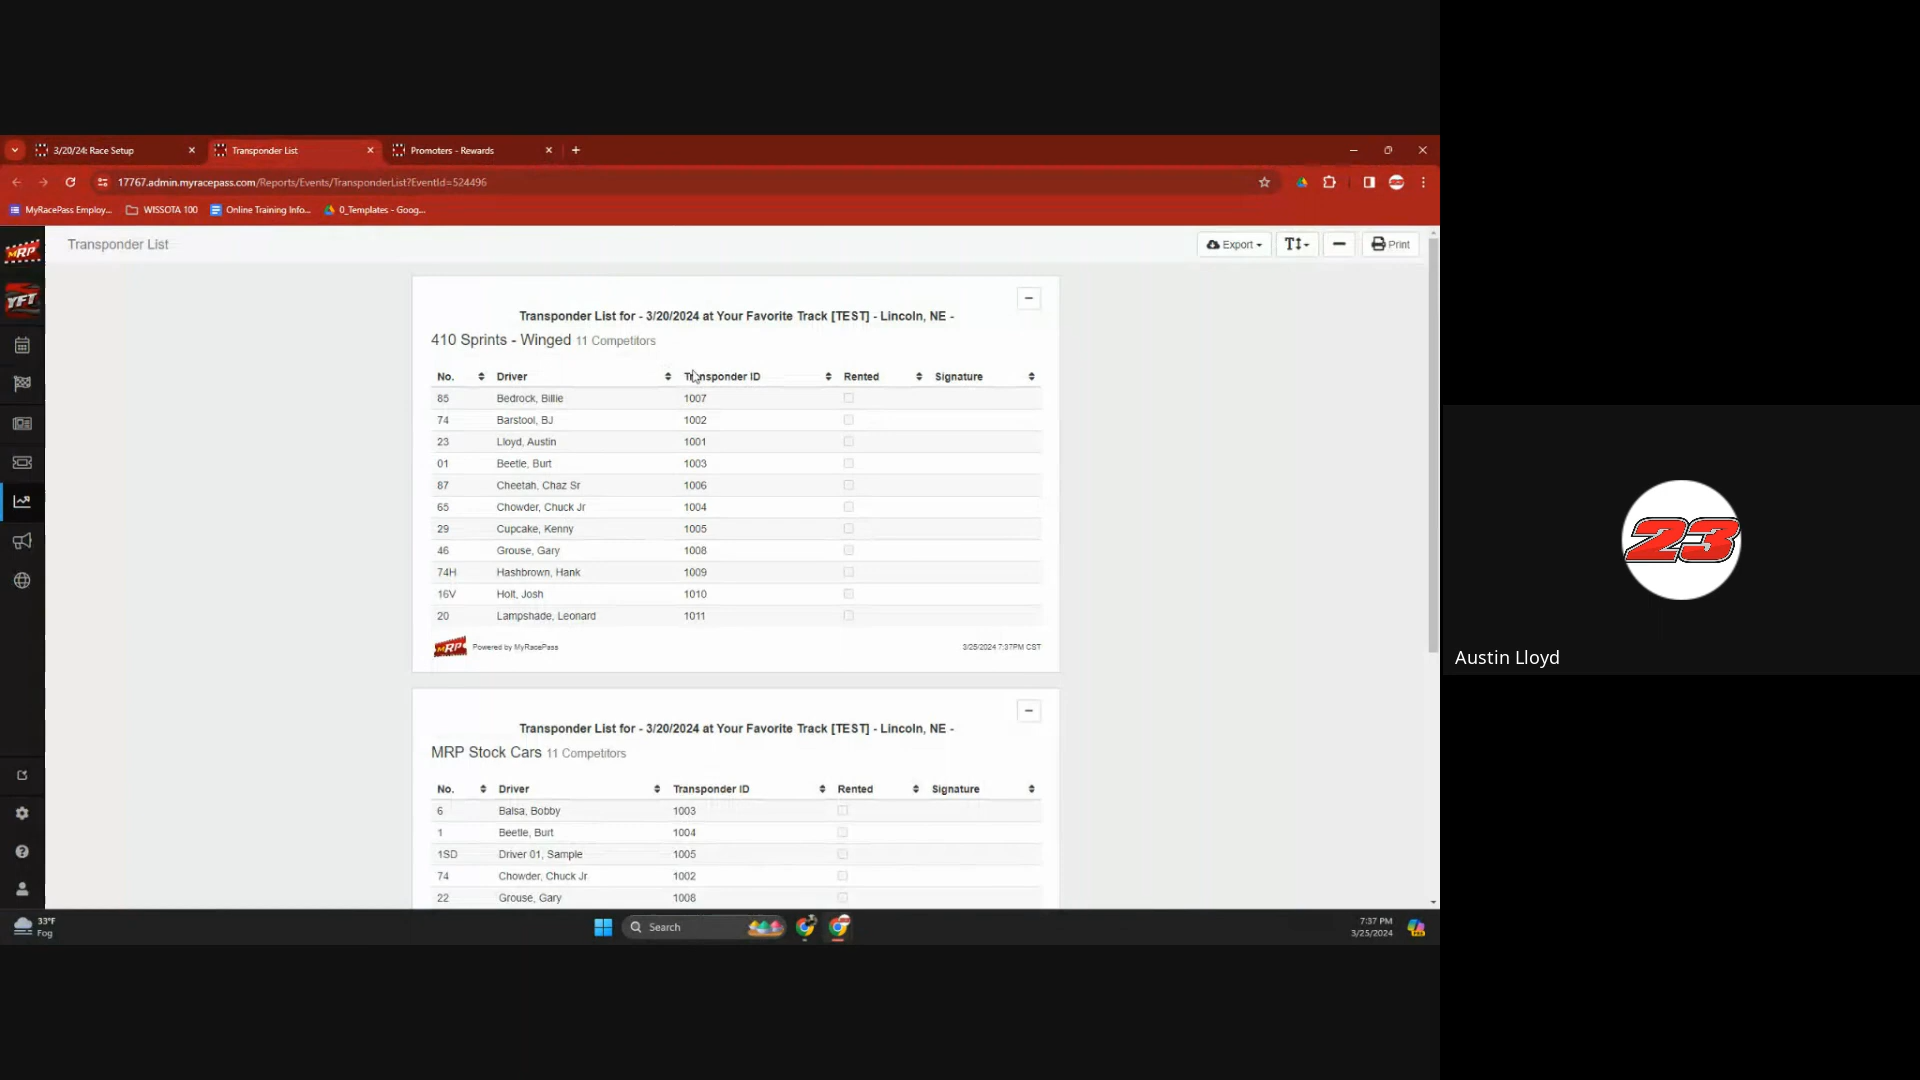 3/20/24: Race Setup
Transponder List
Promoters - Rewards
17767.admin.myracepass.com/Reports/Events/TransponderList?EventId=524496
MyRacePass Employ...
WISSOTA 100
Online Training Info...
0_Templates - Goog...
MRP
YFT
Transponder List
Export
Print
Transponder List for - 3/20/2024 at Your Favorite Track [TEST] - Lincoln, NE -
410 Sprints - Winged 11 Competitors
No. Driver Transponder ID Rented Signature
85 Bedrock, Billie 1007
74 Barstool, BJ 1002
23 Lloyd, Austin 1001
01 Beetle, Burt 1003
87 Cheetah, Chaz Sr 1006
65 Chowder, Chuck Jr 1004
29 Cupcake, Kenny 1005
46 Grouse, Gary 1008
74H Hashbrown, Hank 1009
16V Holt, Josh 1010
20 Lampshade, Leonard 1011
MRP Powered by MyRacePass 3/25/2024 7:37PM CST
Transponder List for - 3/20/2024 at Your Favorite Track [TEST] - Lincoln, NE -
MRP Stock Cars 11 Competitors
No. Driver Transponder ID Rented Signature
6 Balsa, Bobby 1003
1 Beetle, Burt 1004
1SD Driver 01, Sample 1005
74 Chowder, Chuck Jr 1002
22 Grouse, Gary 1008
33°F
Fog
Search
7:37 PM
3/25/2024
23
Austin Lloyd